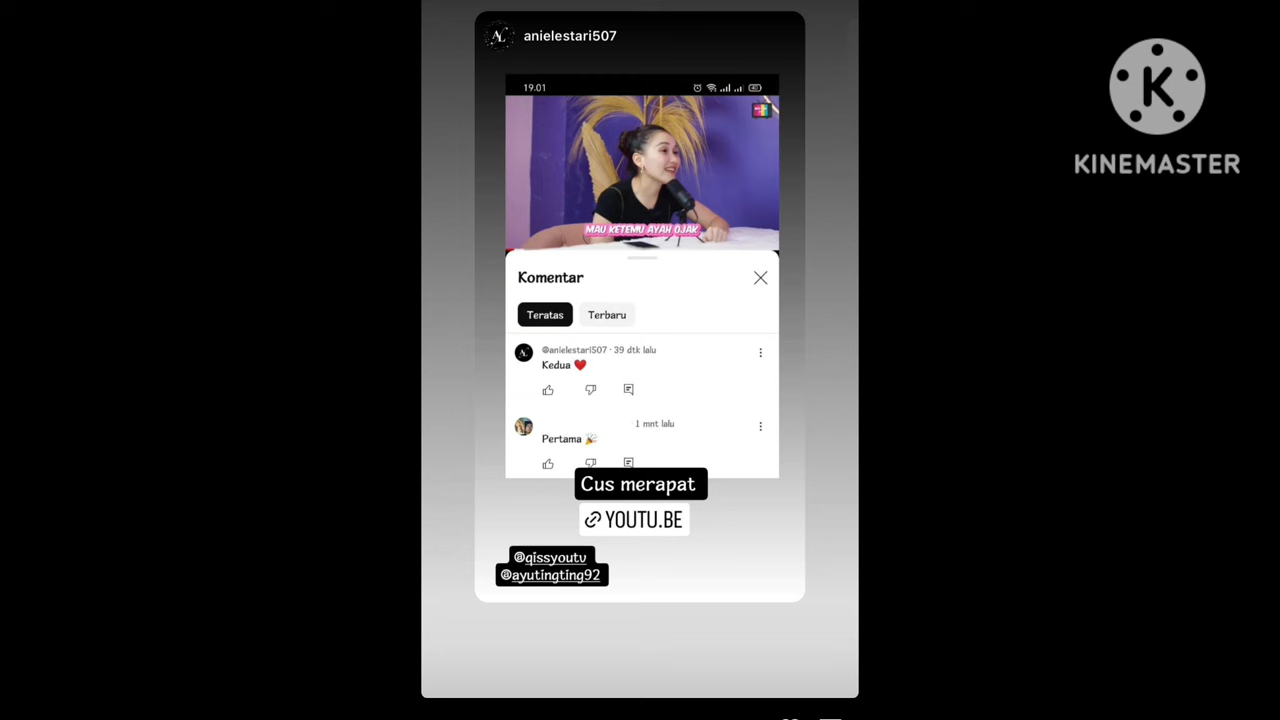 anielestari507
19.01
MAU KETEMU AYAH OJAK
Komentar
Teratas
Terbaru
@anielestari507 · 39 dtk lalu
Kedua ❤️
1 mnt lalu
Pertama 🎉
Cus merapat
YOUTU.BE
@qissyoutv
@ayutingting92
KINEMASTER